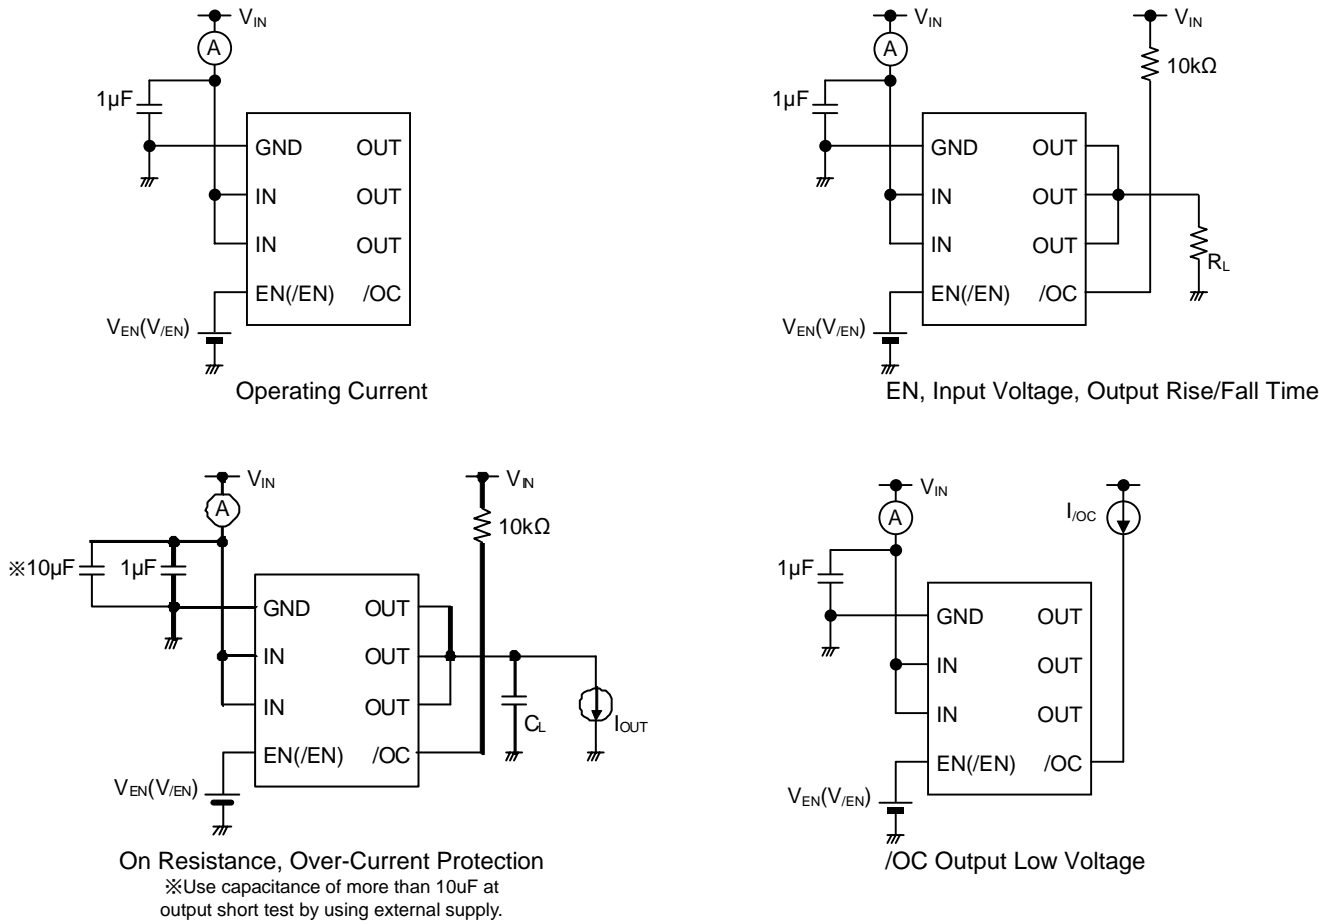 VIN
A
1µF
GND OUT
IN OUT
IN OUT
EN(/EN) /OC
VEN(V/EN)
Operating Current
VIN VIN
A
10kΩ
1µF
GND OUT
IN OUT
IN OUT
RL
EN(/EN) /OC
VEN(V/EN)
EN, Input Voltage, Output Rise/Fall Time
VIN VIN
A
10kΩ
※10µF 1µF
GND OUT
IN OUT
IN OUT
CL IOUT
EN(/EN) /OC
VEN(V/EN)
On Resistance, Over-Current Protection
※Use capacitance of more than 10uF at
output short test by using external supply.
VIN
A I/OC
1µF
GND OUT
IN OUT
IN OUT
EN(/EN) /OC
VEN(V/EN)
/OC Output Low Voltage